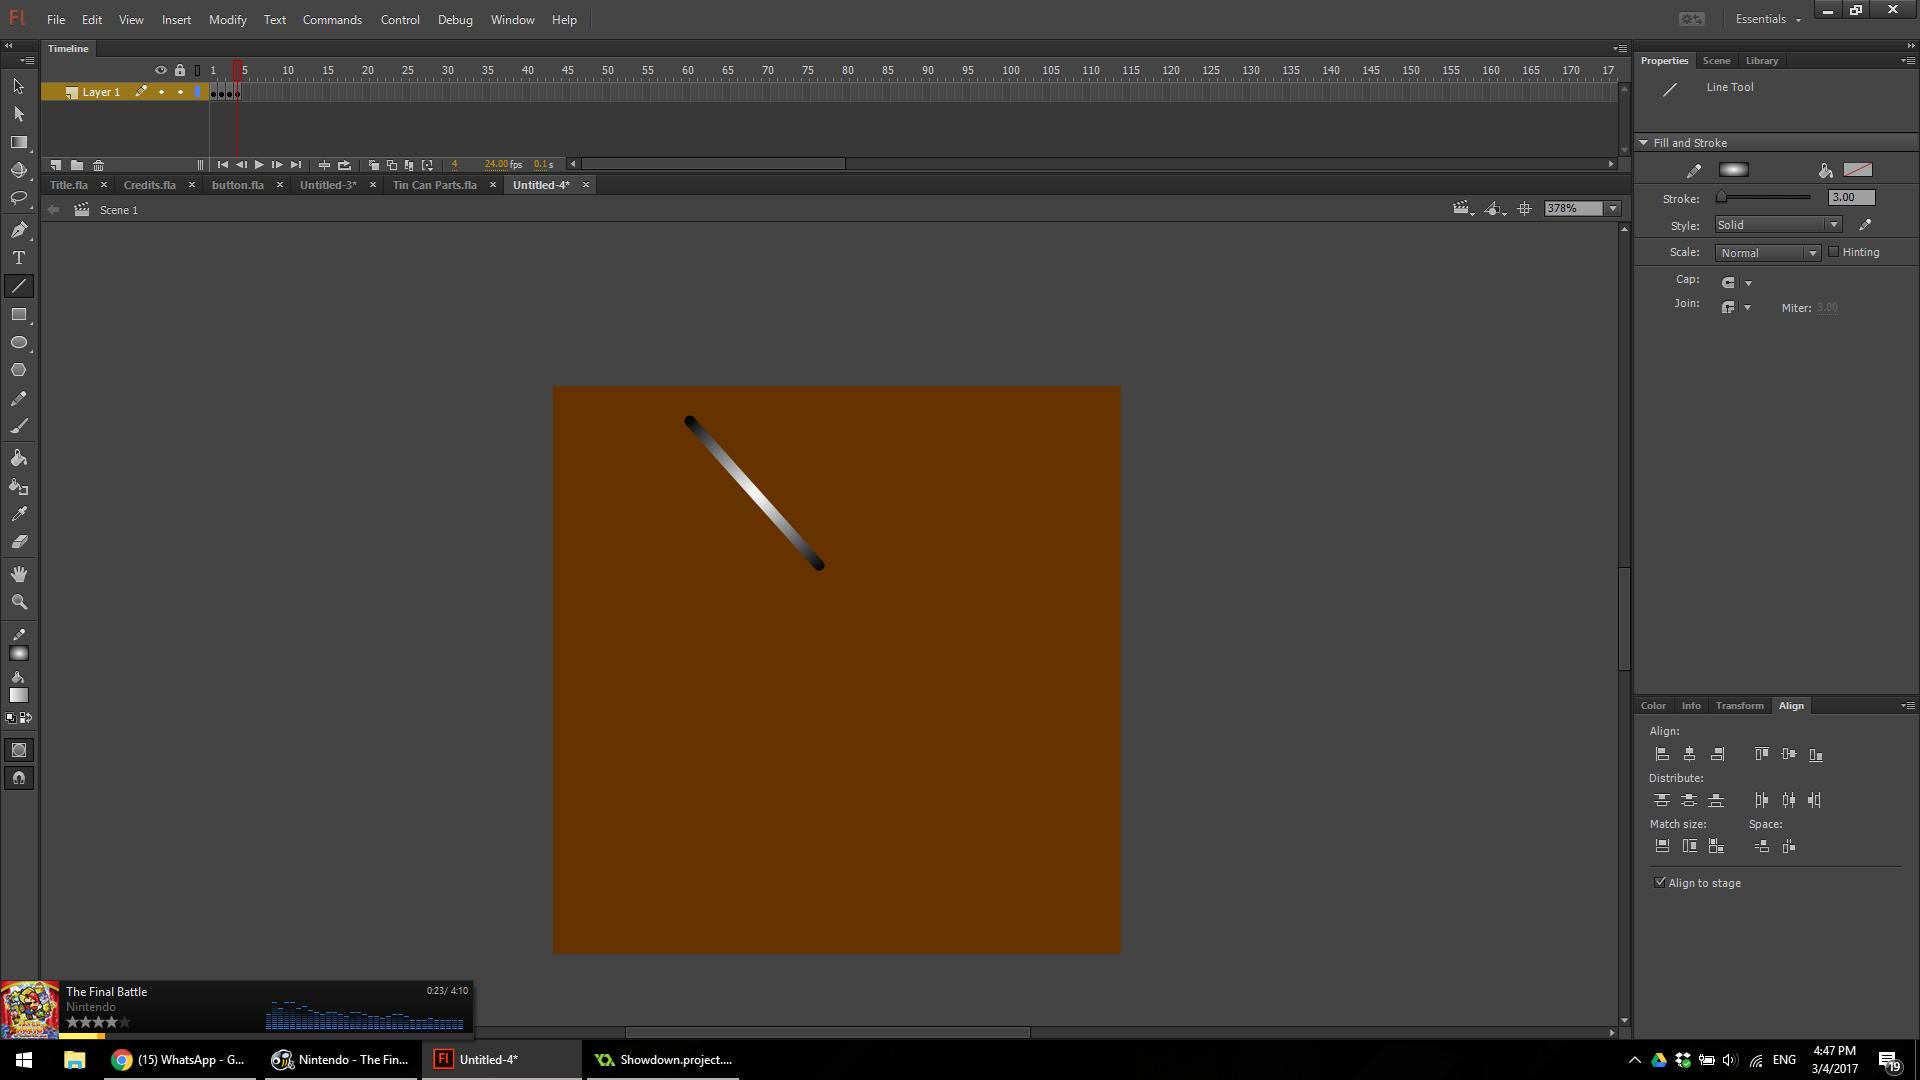 Fl File Edit View Insert Modify Text Commands Control Debug Window Help Essentials
Timeline
1 5 10 15 20 25 30 35 40 45 50 55 60 65 70 75 80 85 90 95 100 105 110 115 120 125 130 135 140 145 150 155 160 165 170 17
Layer 1
4 24.00 fps 0.1 s
Title.fla Credits.fla button.fla Untitled-3* Tin Can Parts.fla Untitled-4*
Scene 1 378%
Properties Scene Library
Line Tool
Fill and Stroke
Stroke: 3.00
Style: Solid
Scale: Normal Hinting
Cap:
Join: Miter: 3.00
Color Info Transform Align
Align:
Distribute:
Match size: Space:
Align to stage
The Final Battle 0:23/ 4:10
Nintendo
(15) WhatsApp - G... Nintendo - The Fin... Fl Untitled-4* Showdown.project.... ENG 4:47 PM
3/4/2017 19